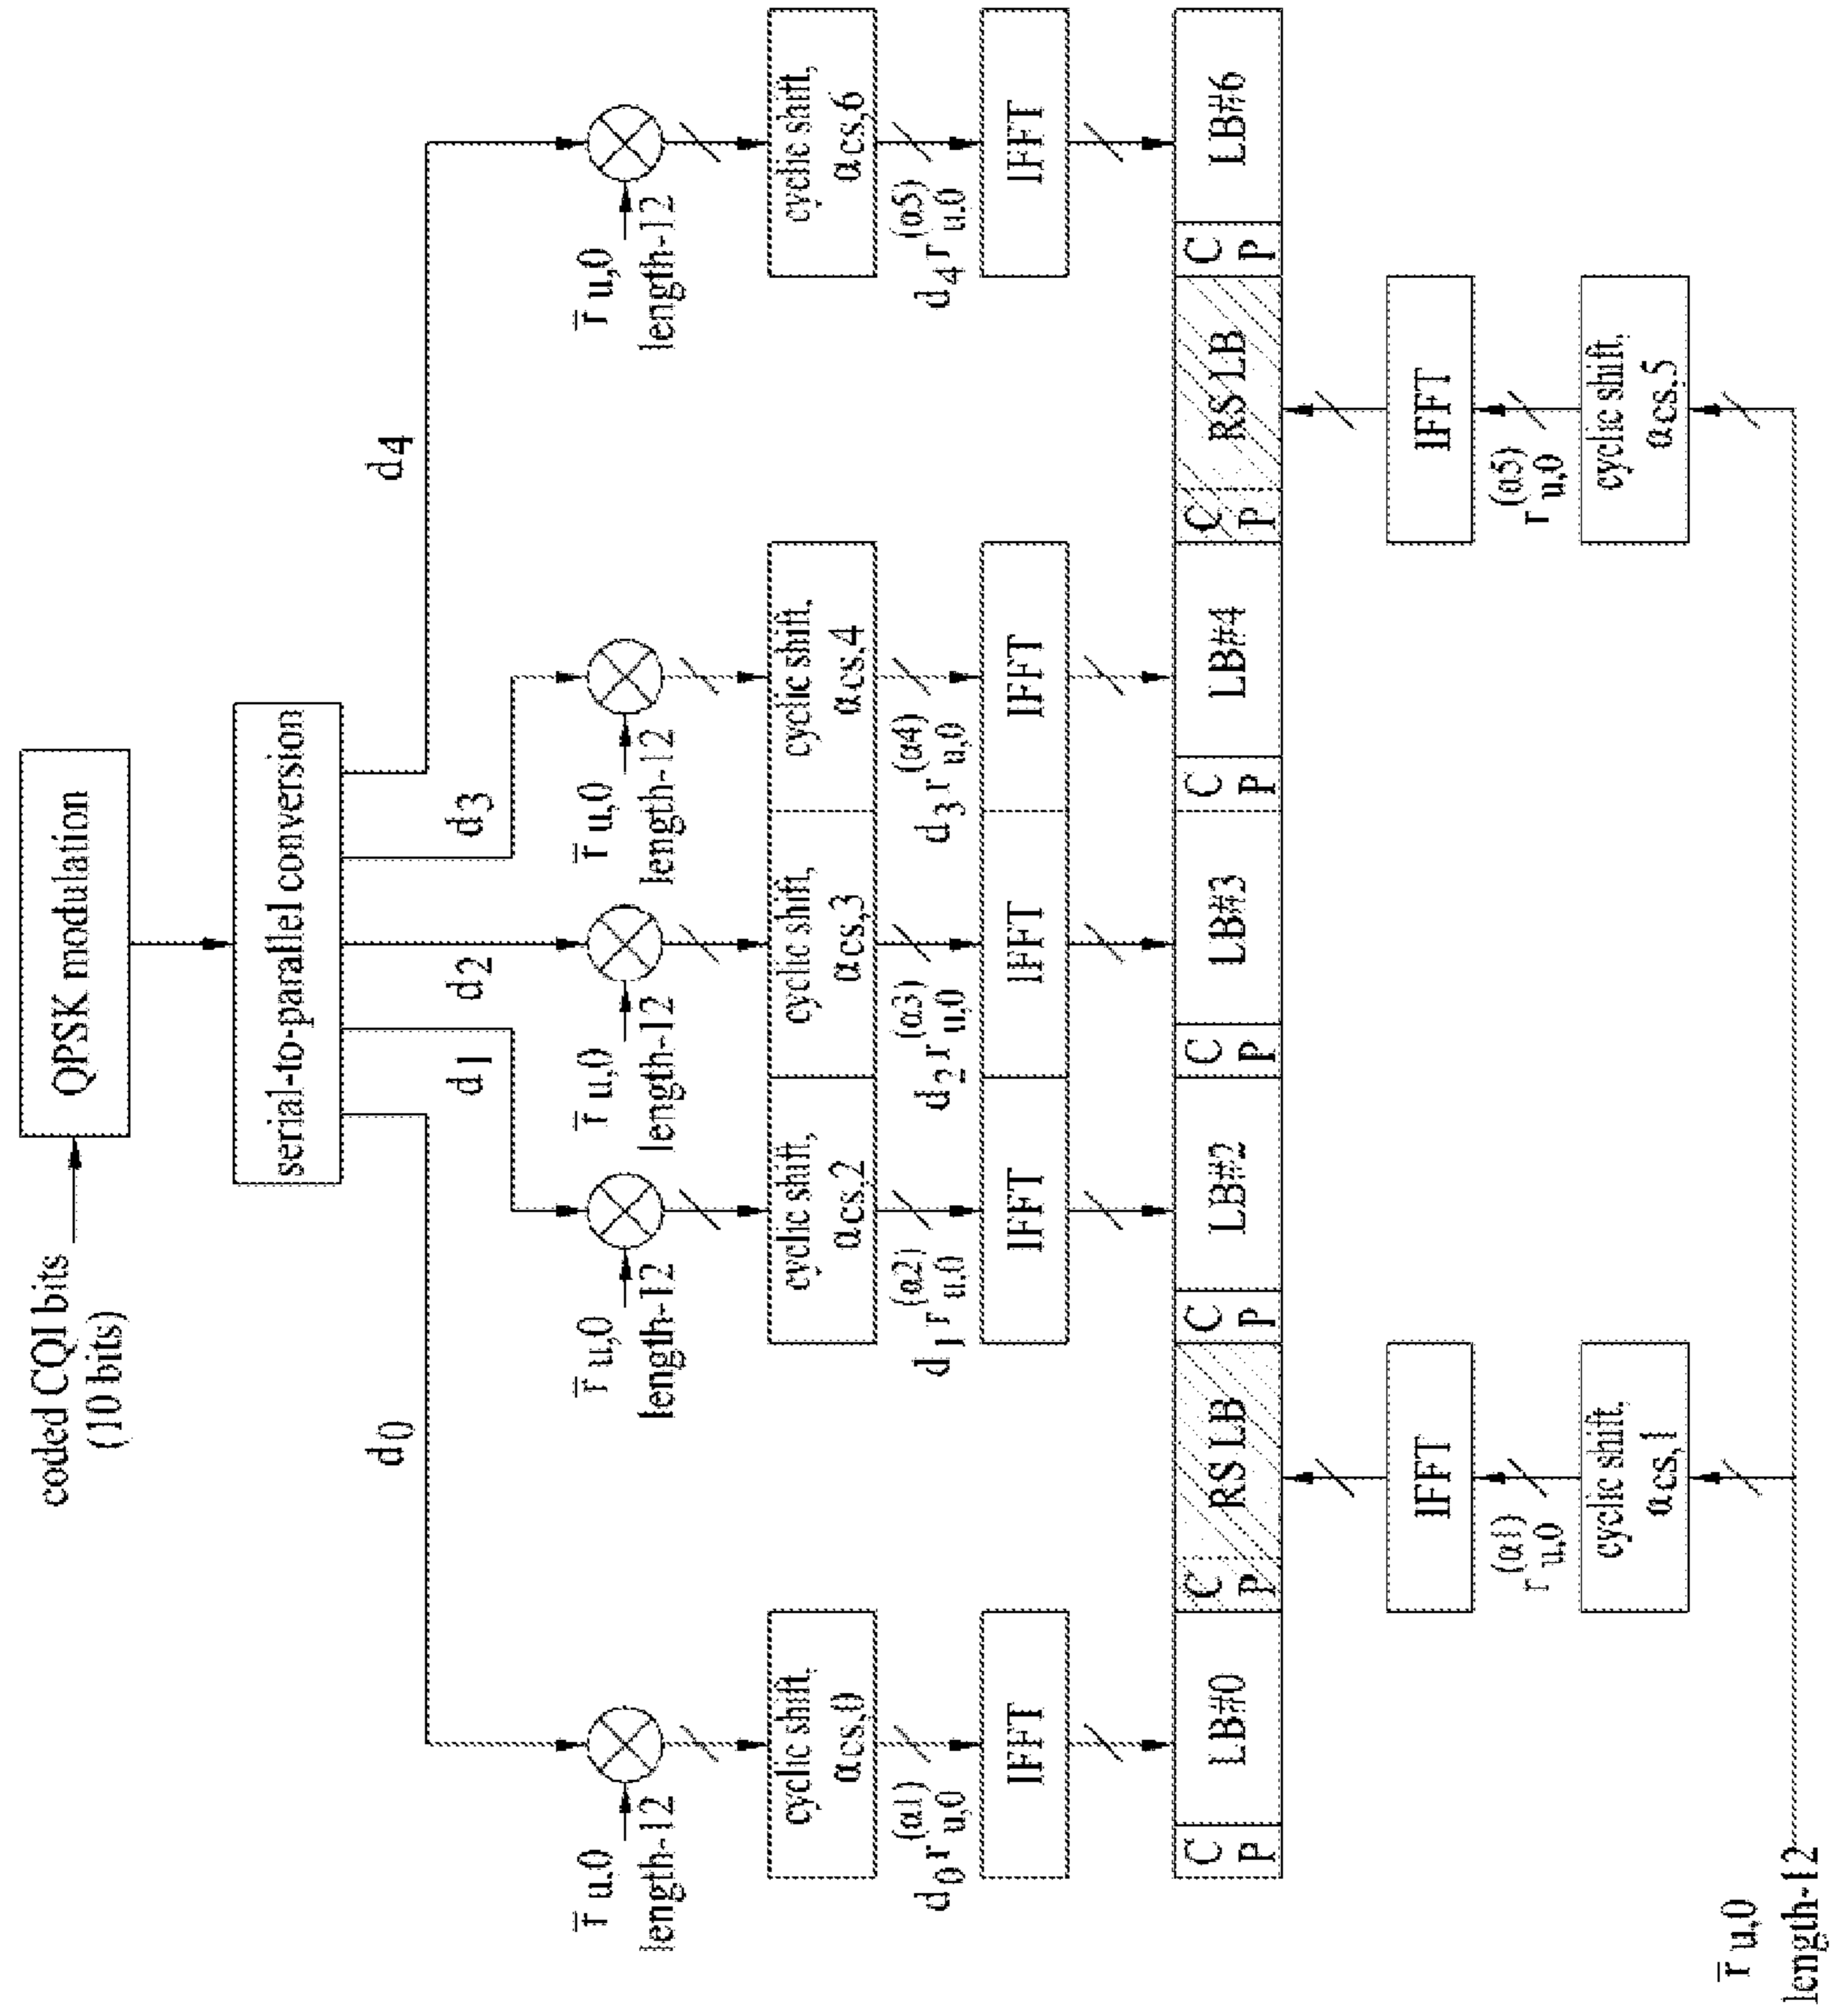 coded CQI bits
(10 bits)
QPSK modulation
serial-to-parallel conversion
d0
d1
d2
d3
d4
r̅ u,0
length-12
r̅ u,0
length-12
r̅ u,0
length-12
r̅ u,0
length-12
r̅ u,0
length-12
cyclic shift,
αcs,0
cyclic shift,
αcs,2
cyclic shift,
αcs,3
cyclic shift,
αcs,4
cyclic shift,
αcs,6
d0 r(α1)u,0
d1 r(α2)u,0
d2 r(α3)u,0
d3 r(α4)u,0
d4 r(α5)u,0
IFFT
IFFT
IFFT
IFFT
IFFT
CP
LB#0
CP
RS LB
CP
LB#2
CP
LB#3
CP
LB#4
CP
RS LB
CP
LB#6
IFFT
IFFT
r(α1)u,0
r(α5)u,0
cyclic shift,
αcs,1
cyclic shift,
αcs,5
r̅ u,0
length-12